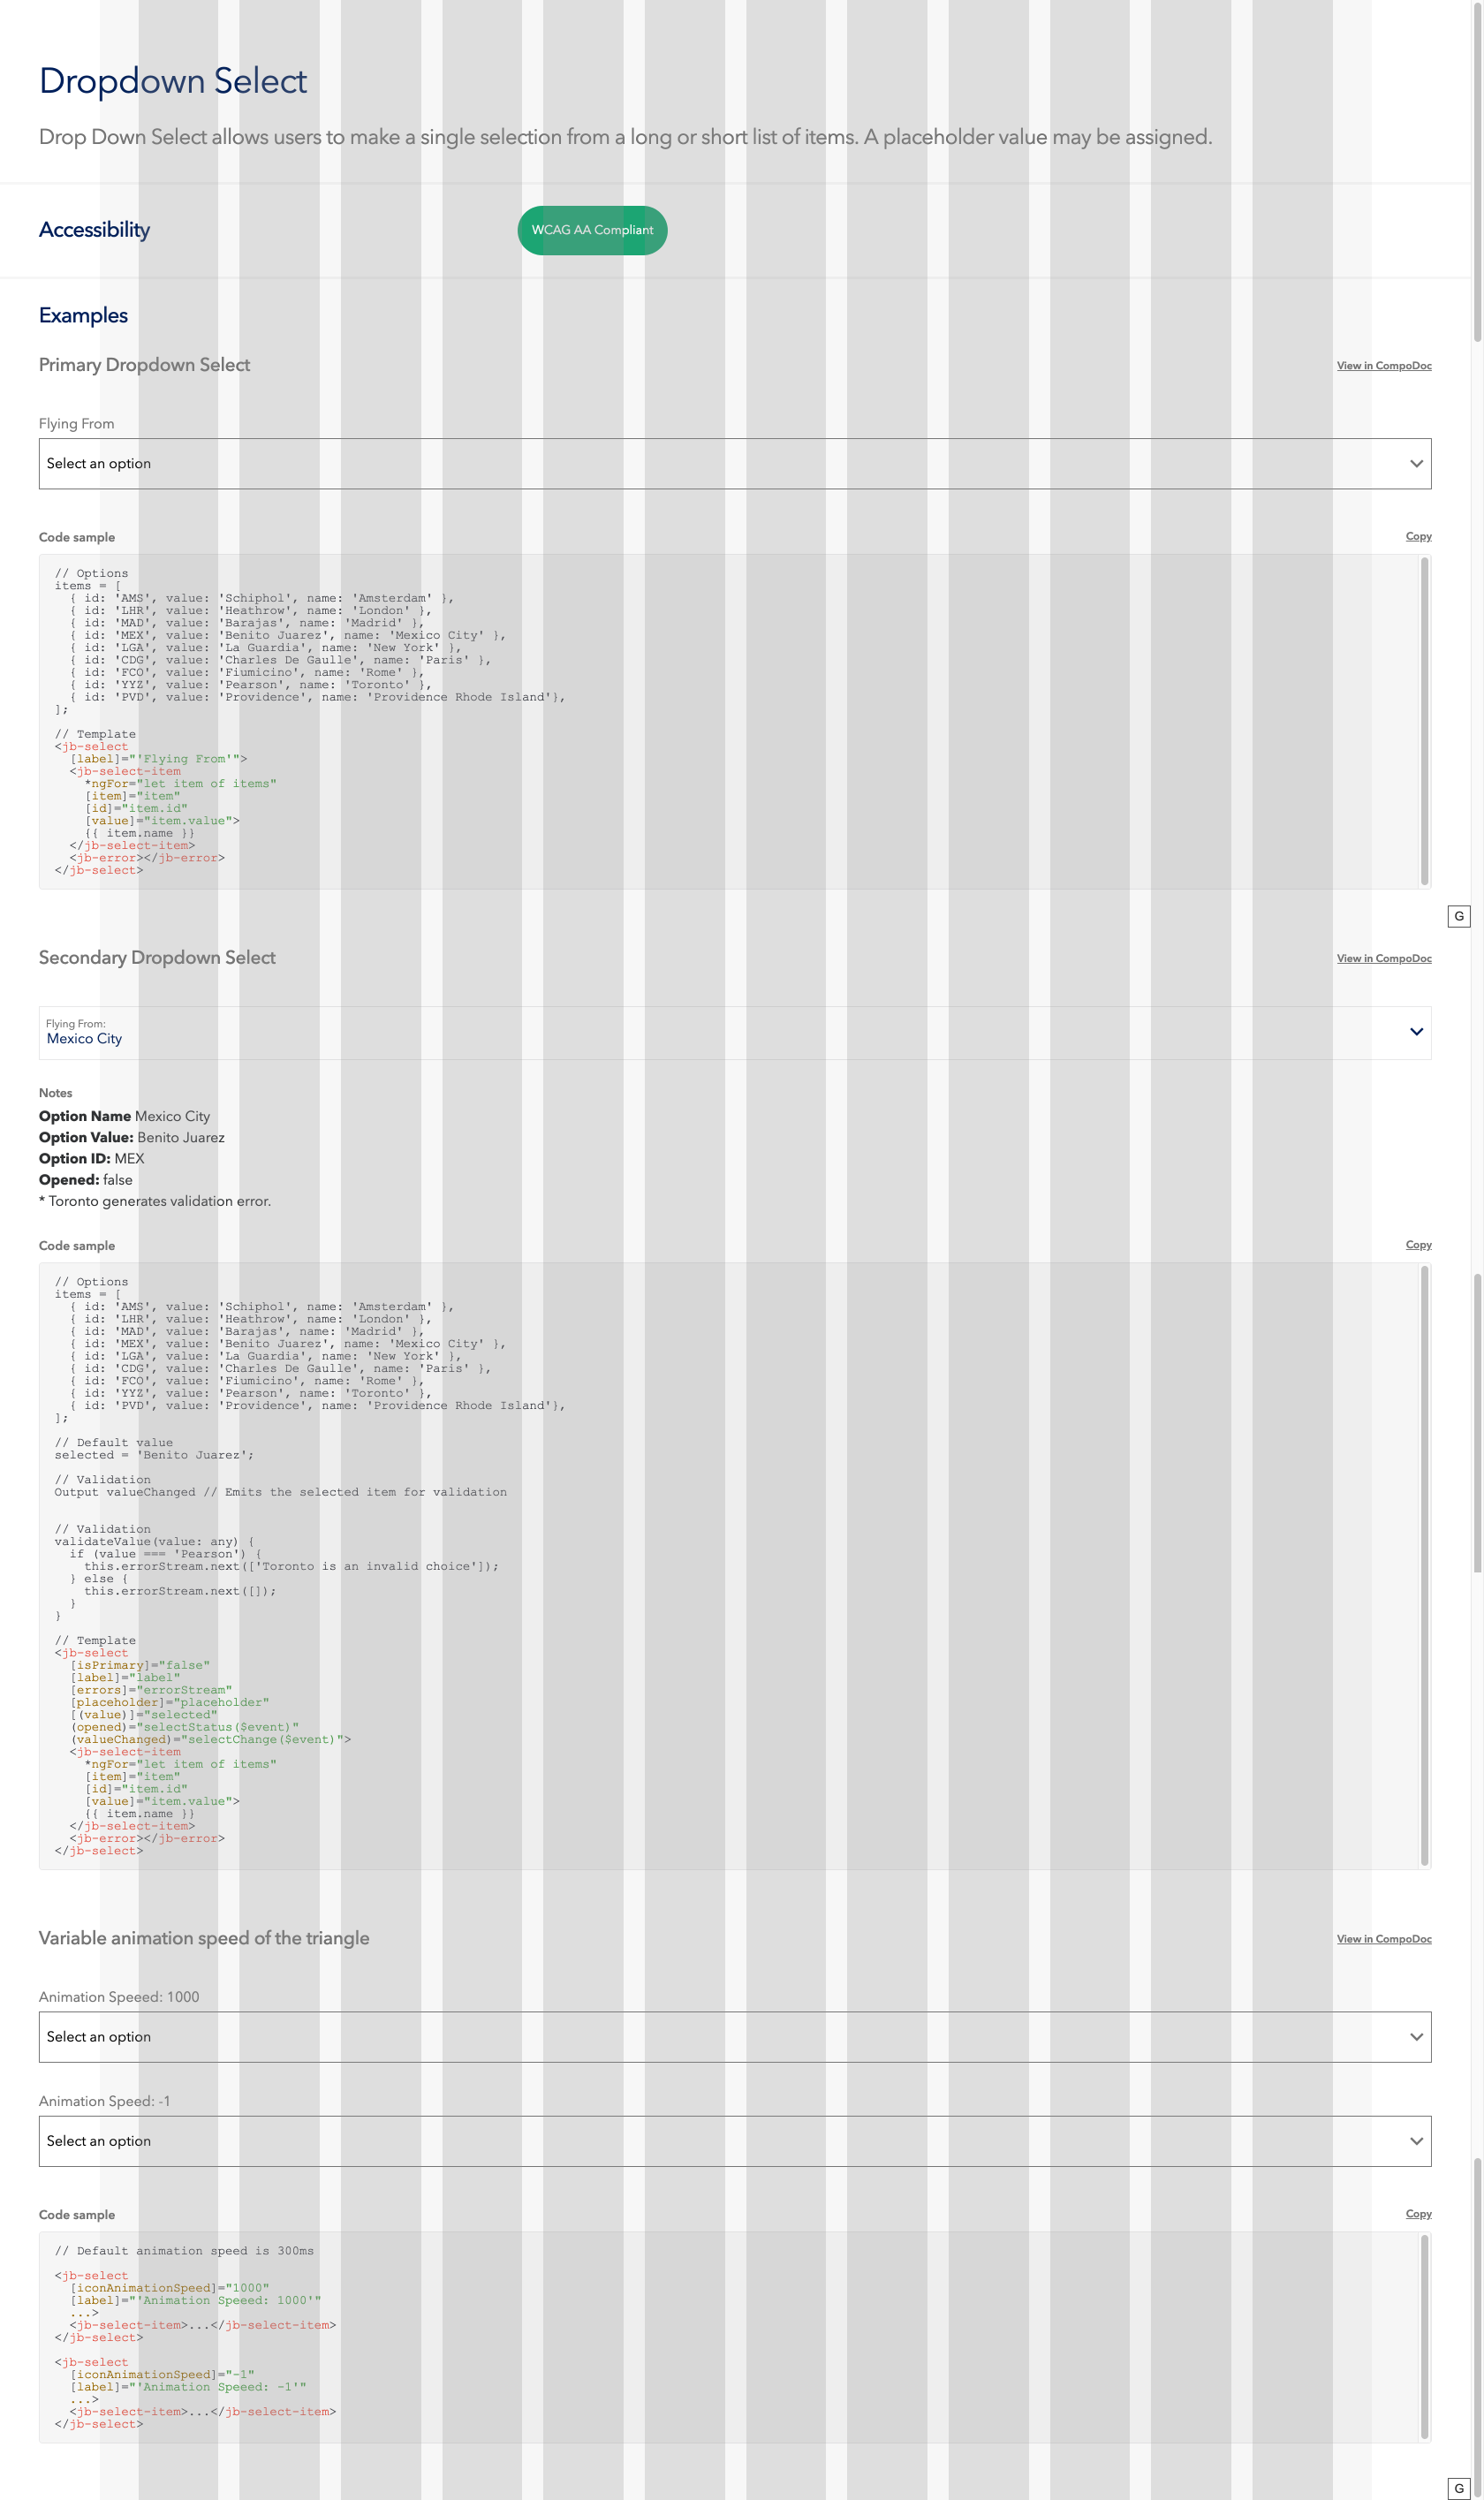 Dropdown Select
Drop Down Select allows users to make a single selection from a long or short list of items. A placeholder value may be assigned.
Accessibility
WCAG AA Compliant
Examples
Primary Dropdown Select
View in CompoDoc
Flying From
Select an option
Code sample
Copy
// Options
items = [
  { id: 'AMS', value: 'Schiphol', name: 'Amsterdam' },
  { id: 'LHR', value: 'Heathrow', name: 'London' },
  { id: 'MAD', value: 'Barajas', name: 'Madrid' },
  { id: 'MEX', value: 'Benito Juarez', name: 'Mexico City' },
  { id: 'LGA', value: 'La Guardia', name: 'New York' },
  { id: 'CDG', value: 'Charles De Gaulle', name: 'Paris' },
  { id: 'FCO', value: 'Fiumicino', name: 'Rome' },
  { id: 'YYZ', value: 'Pearson', name: 'Toronto' },
  { id: 'PVD', value: 'Providence', name: 'Providence Rhode Island'},
];
// Template
<jb-select
  [label]="'Flying From'">
  <jb-select-item
    *ngFor="let item of items"
    [item]="item"
    [id]="item.id"
    [value]="item.value">
    {{ item.name }}
  </jb-select-item>
  <jb-error></jb-error>
</jb-select>
G
Secondary Dropdown Select
View in CompoDoc
Flying From:
Mexico City
Notes
Option Name Mexico City
Option Value: Benito Juarez
Option ID: MEX
Opened: false
* Toronto generates validation error.
Code sample
Copy
// Options
items = [
  { id: 'AMS', value: 'Schiphol', name: 'Amsterdam' },
  { id: 'LHR', value: 'Heathrow', name: 'London' },
  { id: 'MAD', value: 'Barajas', name: 'Madrid' },
  { id: 'MEX', value: 'Benito Juarez', name: 'Mexico City' },
  { id: 'LGA', value: 'La Guardia', name: 'New York' },
  { id: 'CDG', value: 'Charles De Gaulle', name: 'Paris' },
  { id: 'FCO', value: 'Fiumicino', name: 'Rome' },
  { id: 'YYZ', value: 'Pearson', name: 'Toronto' },
  { id: 'PVD', value: 'Providence', name: 'Providence Rhode Island'},
];
// Default value
selected = 'Benito Juarez';
// Validation
Output valueChanged // Emits the selected item for validation
// Validation
validateValue(value: any) {
  if (value === 'Pearson') {
    this.errorStream.next(['Toronto is an invalid choice']);
  } else {
    this.errorStream.next([]);
  }
}
// Template
<jb-select
  [isPrimary]="false"
  [label]="label"
  [errors]="errorStream"
  [placeholder]="placeholder"
  [(value)]="selected"
  (opened)="selectStatus($event)"
  (valueChanged)="selectChange($event)">
  <jb-select-item
    *ngFor="let item of items"
    [item]="item"
    [id]="item.id"
    [value]="item.value">
    {{ item.name }}
  </jb-select-item>
  <jb-error></jb-error>
</jb-select>
Variable animation speed of the triangle
View in CompoDoc
Animation Speeed: 1000
Select an option
Animation Speed: -1
Select an option
Code sample
Copy
// Default animation speed is 300ms
<jb-select
  [iconAnimationSpeed]="1000"
  [label]="'Animation Speeed: 1000'"
  ...>
  <jb-select-item>...</jb-select-item>
</jb-select>
<jb-select
  [iconAnimationSpeed]="-1"
  [label]="'Animation Speeed: -1'"
  ...>
  <jb-select-item>...</jb-select-item>
</jb-select>
G